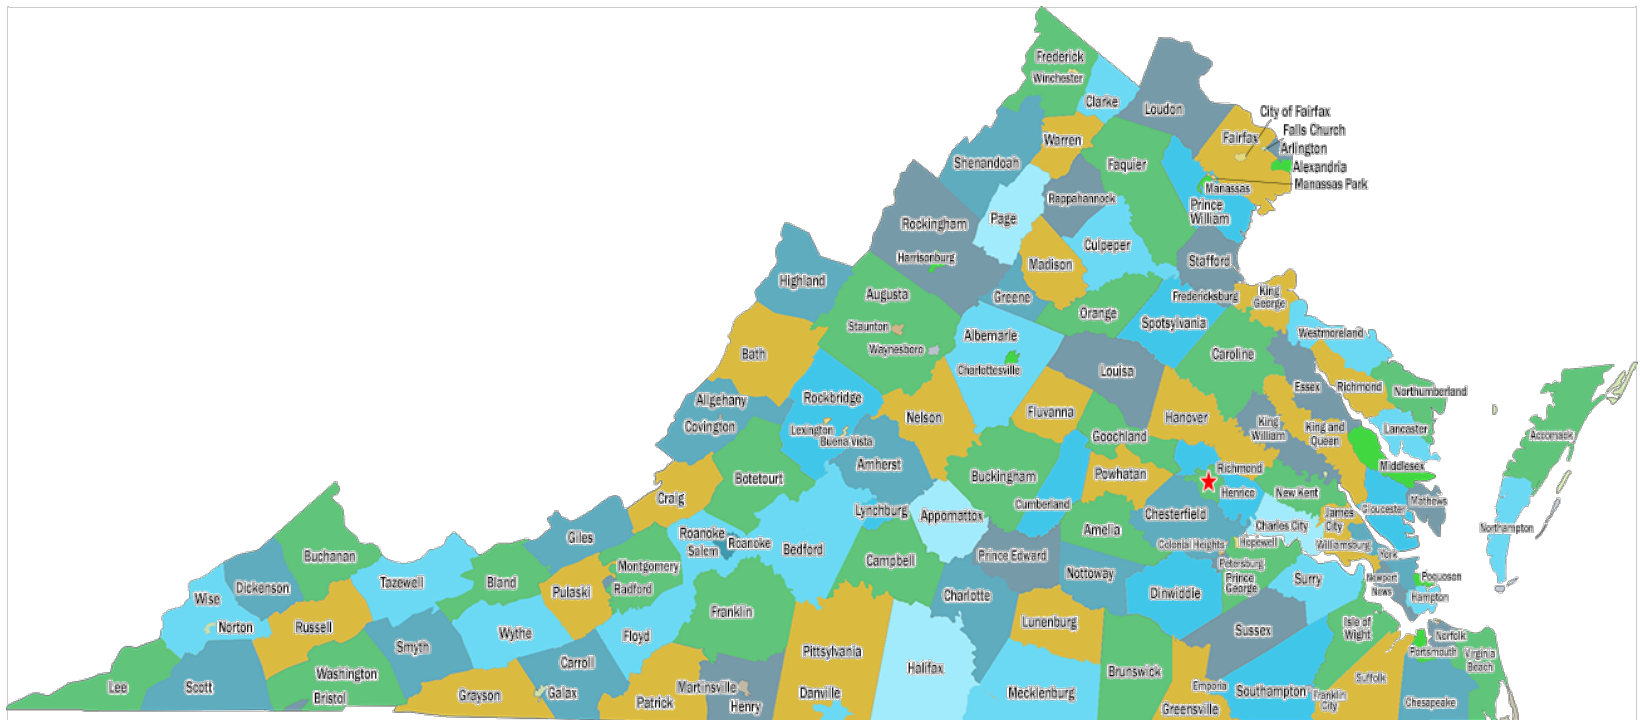 Frederick
Winchester
Clarke
Loudon
City of Fairfax
Falls Church
Fairfax
Arlington
Alexandria
Manassas Park
Warren
Shenandoah
Faquier
Manassas
Rappahannock
Prince
William
Page
Rockingham
Culpeper
Harrisonburg
Madison
Stafford
Highland
Augusta
Greene
Fredericksburg
King
George
Orange
Spotsylvania
Staunton
Albemarle
Westmoreland
Waynesboro
Bath
Caroline
Charlottesville
Louisa
Essex
Richmond
Northumberland
Allgehany
Rockbridge
Covington
Nelson
Fluvanna
Hanover
King
William
King and
Queen
Lancaster
Lexington
Buena Vista
Goochland
Accomack
Amherst
Middlesex
Botetourt
Buckingham
Powhatan
Richmond
Craig
Henrico
New Kent
Mathews
Cumberland
Lynchburg
Appomattox
Chesterfield
James
City
Gloucester
Charles City
Northampton
Giles
Roanoke
Salem
Roanoke
Bedford
Amelia
Colonial Heights
Hopewell
Williamsburg
York
Buchanan
Campbell
Prince Edward
Petersburg
Montgomery
Nottoway
Prince
George
Surry
Newport
News
Poquosen
Tazewell
Bland
Pulaski
Radford
Dickenson
Charlotte
Dinwiddie
Hampton
Wise
Norton
Russell
Franklin
Lunenburg
Sussex
Isle of
Wight
Norfolk
Portsmouth
Virginia
Beach
Wythe
Floyd
Smyth
Pittsylvania
Carroll
Halifax
Washington
Brunswick
Suffolk
Lee
Scott
Bristol
Grayson
Galax
Patrick
Martinsville
Henry
Danville
Mecklenburg
Emporia
Greensville
Southampton
Franklin
City
Chesapeake